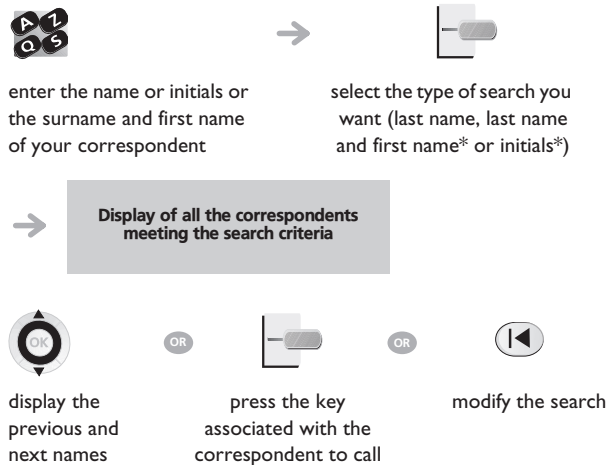 A Z
Q S
enter the name or initials or
the surname and first name
of your correspondent
select the type of search you
want (last name, last name
and first name* or initials*)
Display of all the correspondents
meeting the search criteria
OK
OR
OR
display the
previous and
next names
press the key
associated with the
correspondent to call
modify the search